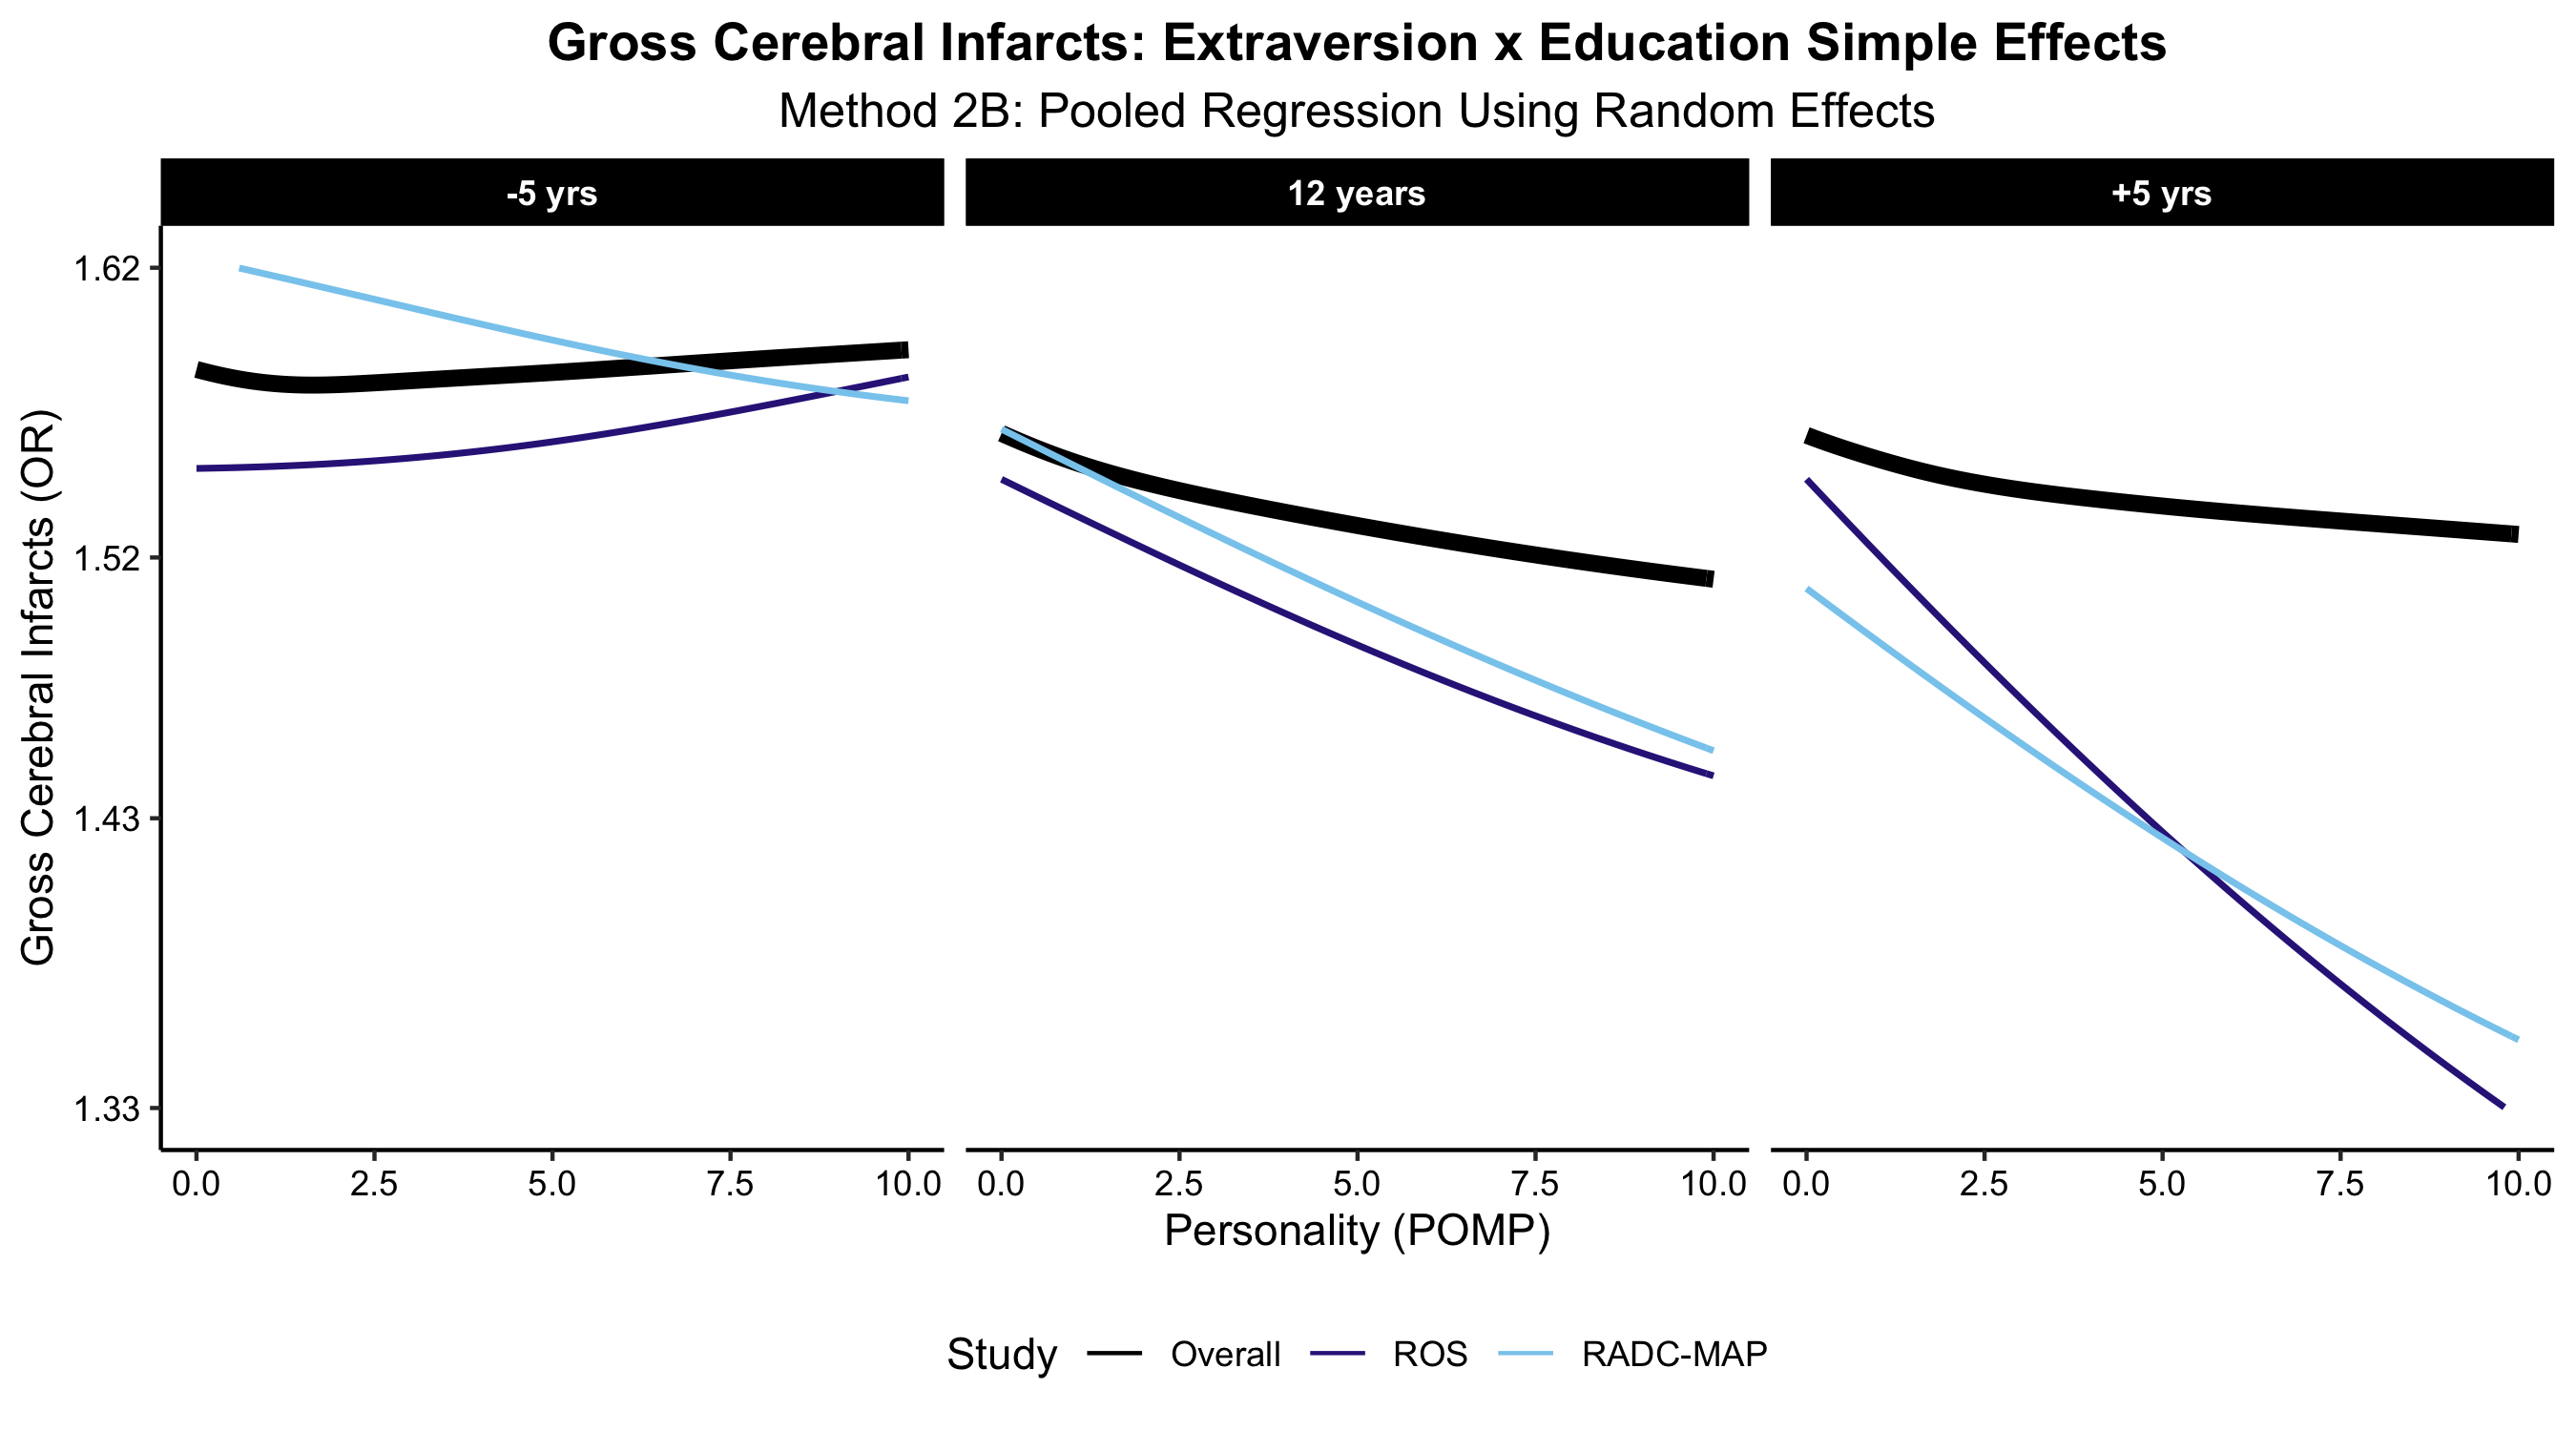 Gross Cerebral Infarcts: Extraversion x Education Simple Effects
Method 2B: Pooled Regression Using Random Effects
-5 yrs
12 years
+5 yrs
Gross Cerebral Infarcts (OR)
1.62
1.52
1.43
1.33
0.0 2.5 5.0 7.5 10.0
0.0 2.5 5.0 7.5 10.0
0.0 2.5 5.0 7.5 10.0
Personality (POMP)
Study Overall ROS RADC-MAP